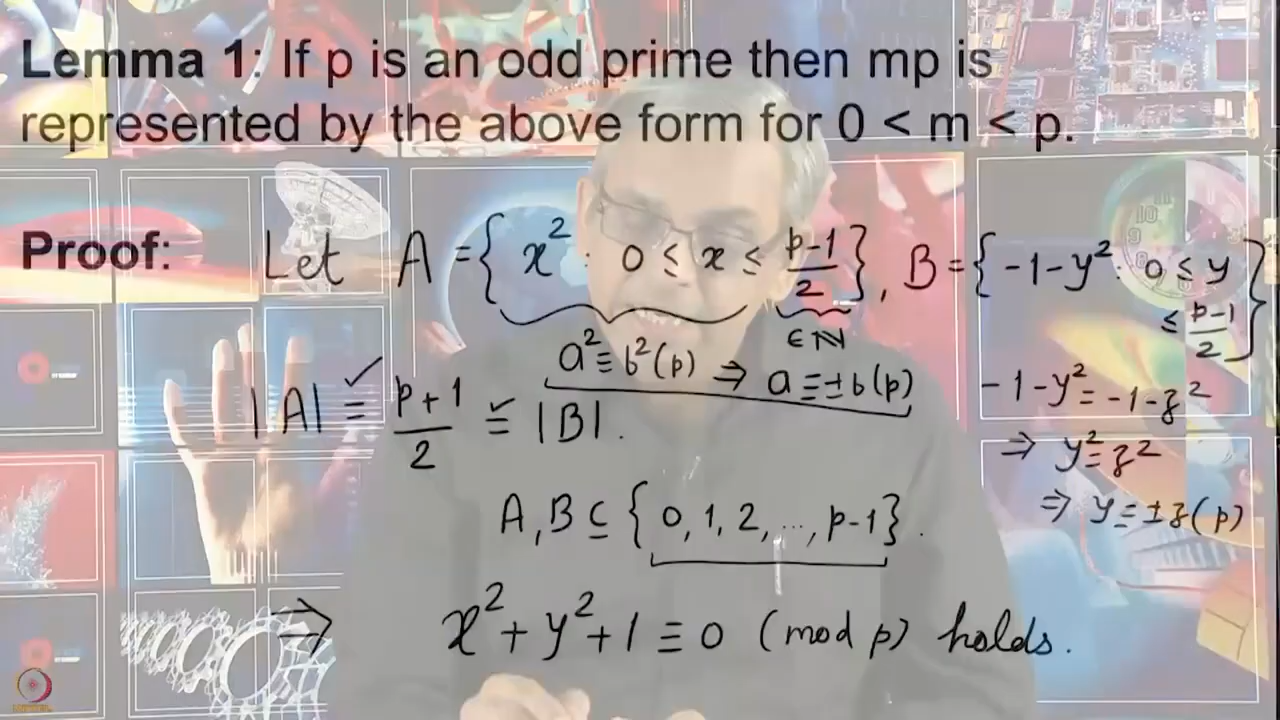 Lemma 1: If p is an odd prime then mp is
represented by the above form for 0 < m < p.
Proof: Let A = { x² : 0 ≤ x ≤ (p-1)/2 }, B = { -1-y² : 0 ≤ y
≤ (p-1)/2 }
∈ ℕ
a² ≡ b² (p) ⇒ a ≡ ±b (p)
|A| = (p+1)/2 = |B|.
-1-y² = -1-z²
⇒ y² = z²
⇒ y ≡ ±z (p)
A, B ⊆ { 0, 1, 2, ..., p-1 }.
⇒ x² + y² + 1 ≡ 0 (mod p) holds.